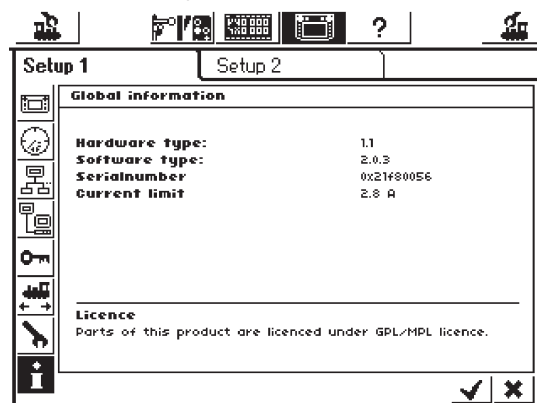 ?
Setup 1 Setup 2
Global information
Hardware type: 1.1
Software type: 2.0.3
Serialnumber 0x21f80056
Current limit 2.8 A
Licence
Parts of this product are licenced under GPL/MPL licence.